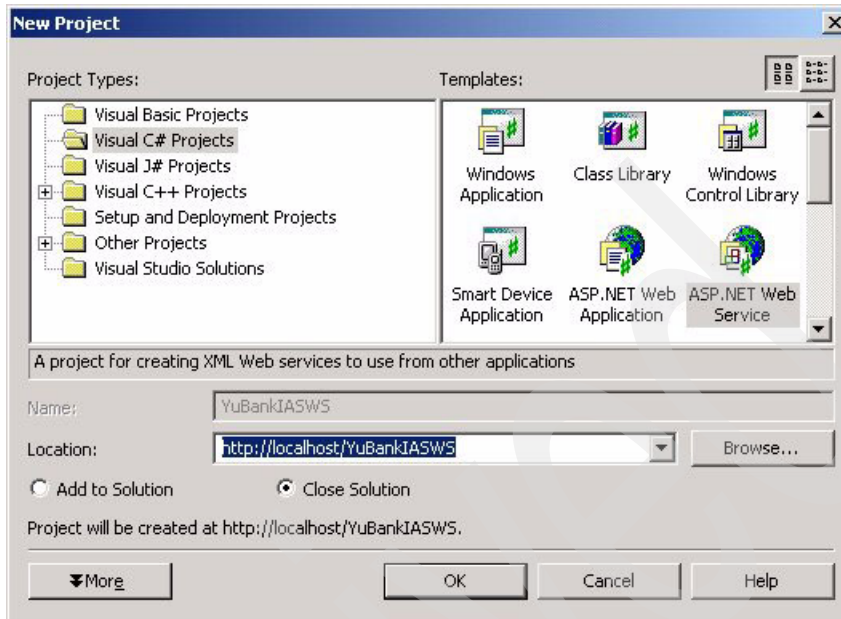 New Project
Project Types:
Templates:
Visual Basic Projects
Visual C# Projects
Visual J# Projects
Visual C++ Projects
Setup and Deployment Projects
Other Projects
Visual Studio Solutions
Windows Application
Class Library
Windows Control Library
Smart Device Application
ASP.NET Web Application
ASP.NET Web Service
A project for creating XML Web services to use from other applications
Name:
YuBankIASWS
Location:
http://localhost/YuBankIASWS
Browse...
Add to Solution
Close Solution
Project will be created at http://localhost/YuBankIASWS.
More
OK
Cancel
Help